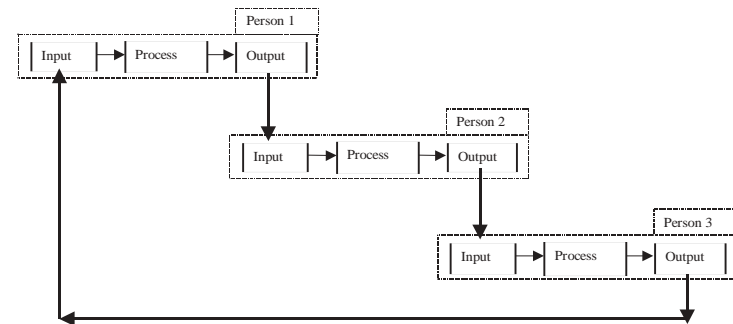 Person 1
Input Process Output
Person 2
Input Process Output
Person 3
Input Process Output